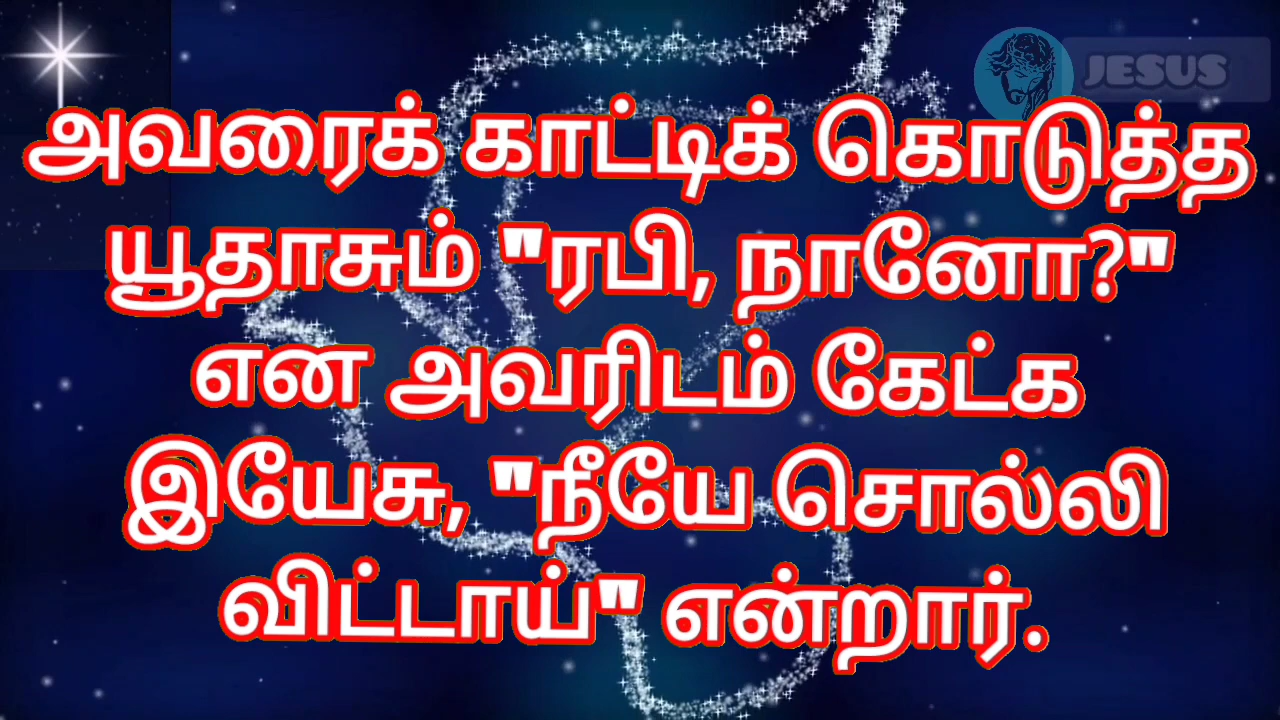 JESUS
அவரைக் காட்டிக் கொடுத்த
யூதாசும் "ரபி, நானோ?"
என அவரிடம் கேட்க
இயேசு, "நீயே சொல்லி
விட்டாய்" என்றார்.